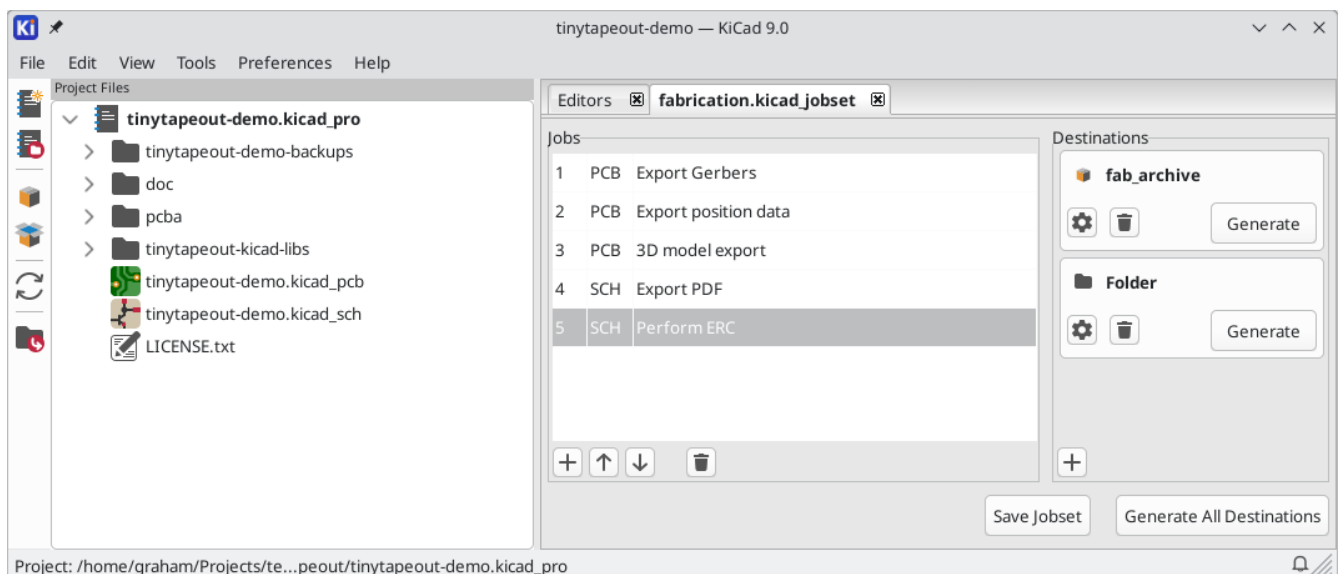 Ki
tinytapeout-demo — KiCad 9.0
File Edit View Tools Preferences Help
Project Files
tinytapeout-demo.kicad_pro
tinytapeout-demo-backups
doc
pcba
tinytapeout-kicad-libs
tinytapeout-demo.kicad_pcb
tinytapeout-demo.kicad_sch
LICENSE.txt
Editors fabrication.kicad_jobset
Jobs
1 PCB Export Gerbers
2 PCB Export position data
3 PCB 3D model export
4 SCH Export PDF
5 SCH Perform ERC
Destinations
fab_archive
Generate
Folder
Generate
Save Jobset Generate All Destinations
Project: /home/graham/Projects/te...peout/tinytapeout-demo.kicad_pro